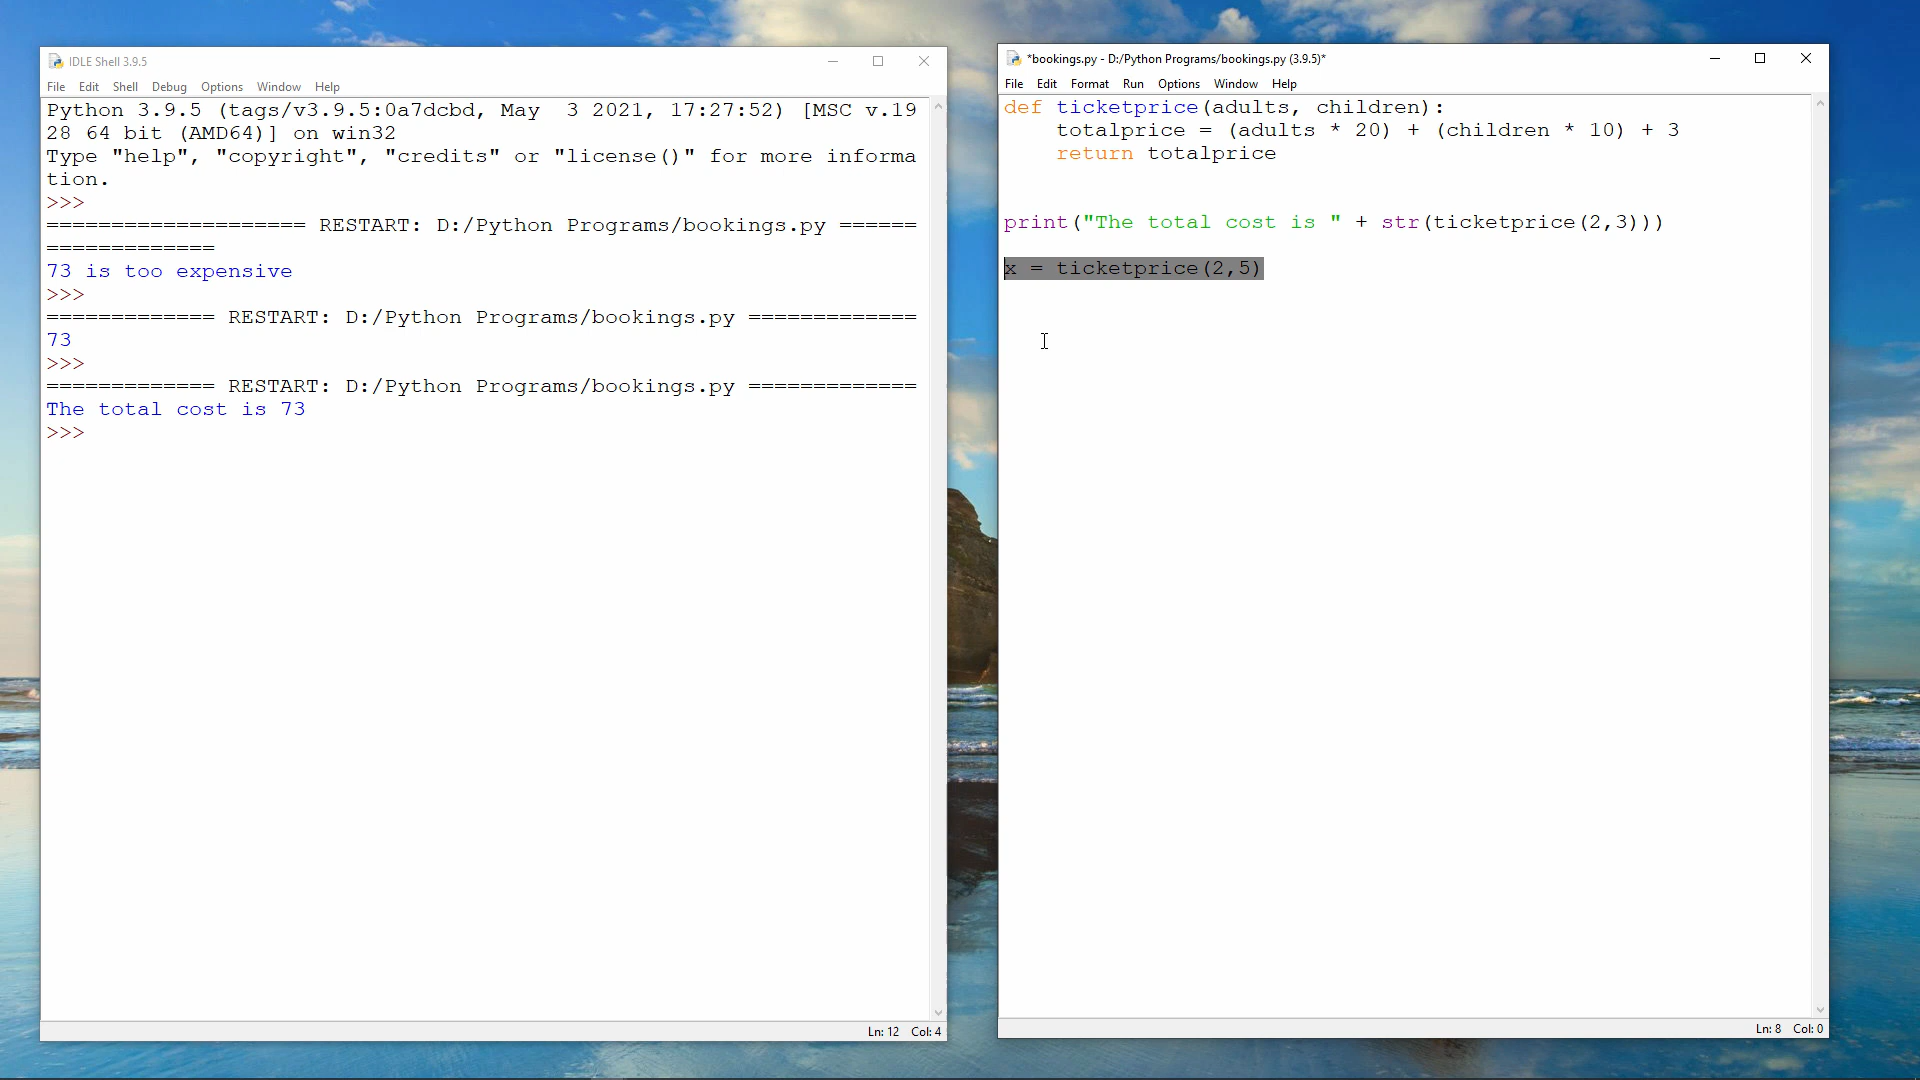 IDLE Shell 3.9.5
File Edit Shell Debug Options Window Help
Python 3.9.5 (tags/v3.9.5:0a7dcbd, May  3 2021, 17:27:52) [MSC v.19
28 64 bit (AMD64)] on win32
Type "help", "copyright", "credits" or "license()" for more informa
tion.
>>>
==================== RESTART: D:/Python Programs/bookings.py ======
=============
73 is too expensive
>>>
============= RESTART: D:/Python Programs/bookings.py =============
73
>>>
============= RESTART: D:/Python Programs/bookings.py =============
The total cost is 73
>>>
Ln: 12 Col: 4
*bookings.py - D:/Python Programs/bookings.py (3.9.5)*
File Edit Format Run Options Window Help
def ticketprice(adults, children):
    totalprice = (adults * 20) + (children * 10) + 3
    return totalprice
print("The total cost is " + str(ticketprice(2,3)))
x = ticketprice(2,5)
Ln: 8 Col: 0